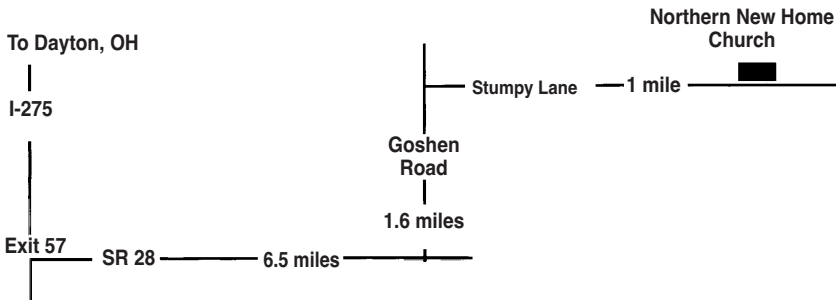 Northern New Home
Church
To Dayton, OH
Stumpy Lane
1 mile
I-275
Goshen
Road
1.6 miles
Exit 57
SR 28
6.5 miles